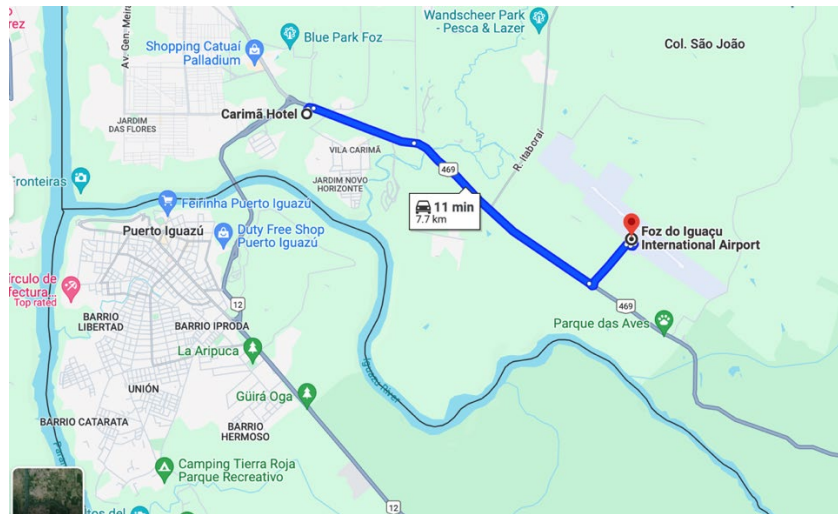 Wandscheer Park
- Pesca & Lazer
Blue Park Foz
Col. São João
Av. Gen. Meira
Shopping Catuaí
Palladium
Carimã Hotel
JARDIM
DAS FLORES
VILA CARIMÃ
JARDIM NOVO
HORIZONTE
469
R. Itaboraí
11 min
7.7 km
Fronteiras
Feirinha Puerto Iguazú
Puerto Iguazú
Duty Free Shop
Puerto Iguazú
Foz do Iguaçu
International Airport
Top rated
12
469
BARRIO
LIBERTAD
BARRIO IPRODA
Parque das Aves
La Aripuca
Iguazu River
UNIÓN
Güirá Oga
BARRIO CATARATA
BARRIO
HERMOSO
Camping Tierra Roja
Parque Recreativo
12